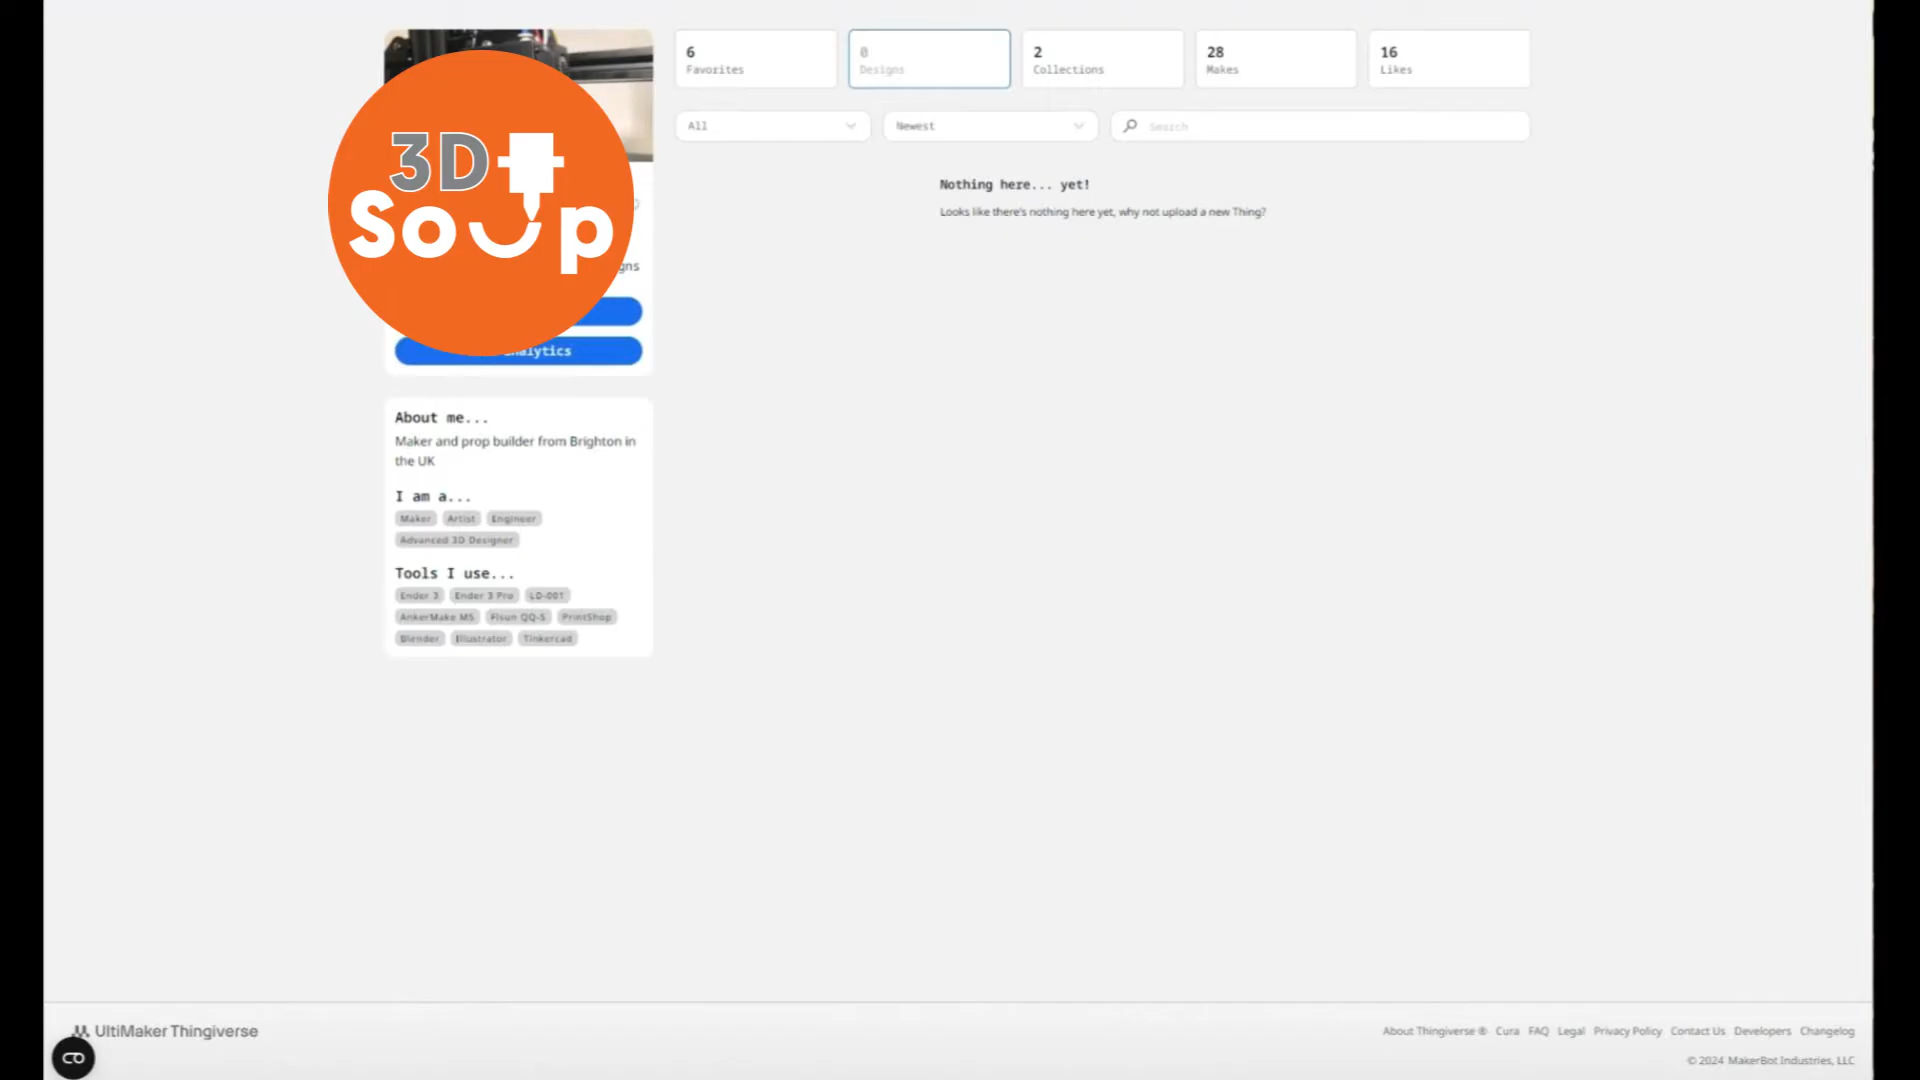 3D
Soup
gns
nalytics
6
Favorites
0
Designs
2
Collections
28
Makes
16
Likes
All
Newest
Search
Nothing here... yet!
Looks like there's nothing here yet, why not upload a new Thing?
About me...
Maker and prop builder from Brighton in
the UK
I am a...
Maker Artist Engineer
Advanced 3D Designer
Tools I use...
Ender 3 Ender 3 Pro LD-001
AnkerMake M5 Flsun QQ-S PrintShop
Blender Illustrator Tinkercad
UltiMaker Thingiverse
About Thingiverse ® Cura FAQ Legal Privacy Policy Contact Us Developers Changelog
© 2024 MakerBot Industries, LLC